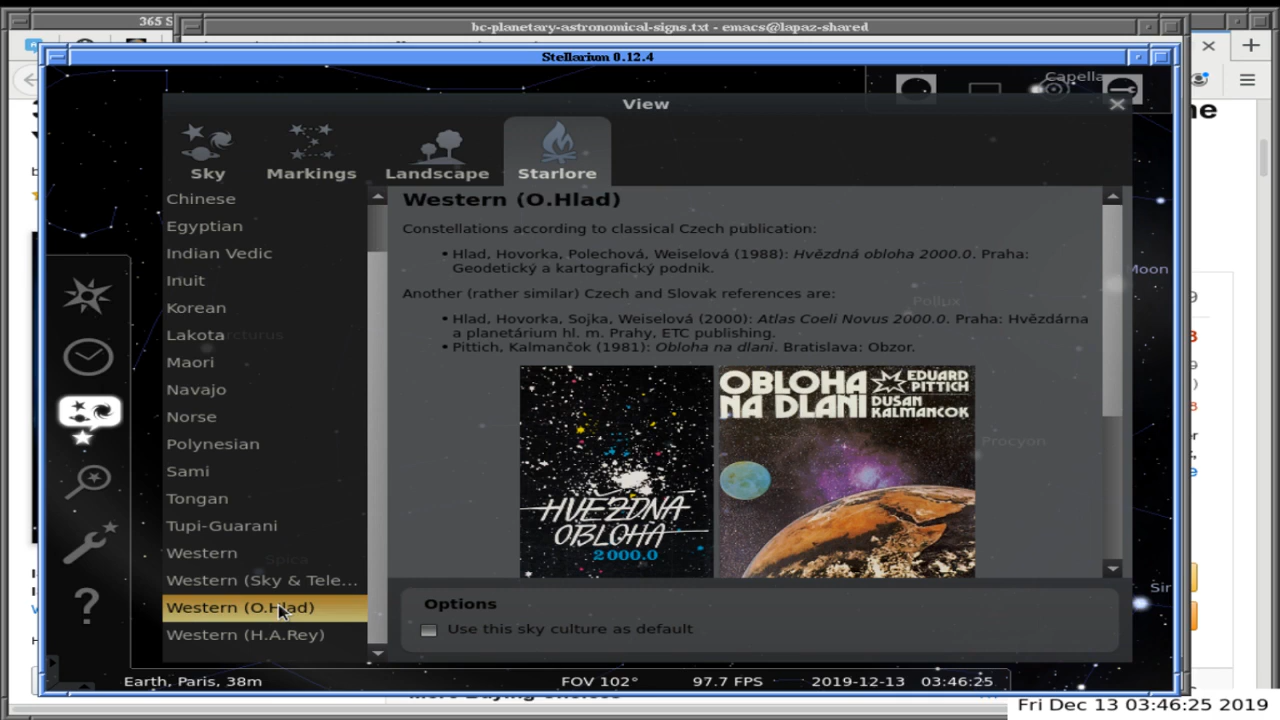 365 S
bc-planetary-astronomical-signs.txt - emacs@lapaz-shared
Stellarium 0.12.4
Capella
View
Sky
Markings
Landscape
Starlore
Chinese
Egyptian
Indian Vedic
Inuit
Korean
Lakota
Arcturus
Maori
Navajo
Norse
Polynesian
Sami
Tongan
Tupi-Guarani
Western
Spica
Western (Sky & Tele...
Western (O.Hlad)
Western (H.A.Rey)
Western (O.Hlad)
Constellations according to classical Czech publication:
• Hlad, Hovorka, Polechová, Weiselová (1988): Hvězdná obloha 2000.0. Praha:
Geodetický a kartografický podnik.
Another (rather similar) Czech and Slovak references are:
• Hlad, Hovorka, Sojka, Weiselová (2000): Atlas Coeli Novus 2000.0. Praha: Hvězdárna
a planetárium hl. m. Prahy, ETC publishing.
• Pittich, Kalmančok (1981): Obloha na dlani. Bratislava: Obzor.
HVĚZDNÁ
OBLOHA
2000.0
OBLOHA
NA DLANI
EDUARD
PITTICH
DUŠAN
KALMANČOK
Moon
Pollux
Procyon
Sir
Options
Use this sky culture as default
Earth, Paris, 38m
FOV 102°
97.7 FPS
2019-12-13 03:46:25
Fri Dec 13 03:46:25 2019